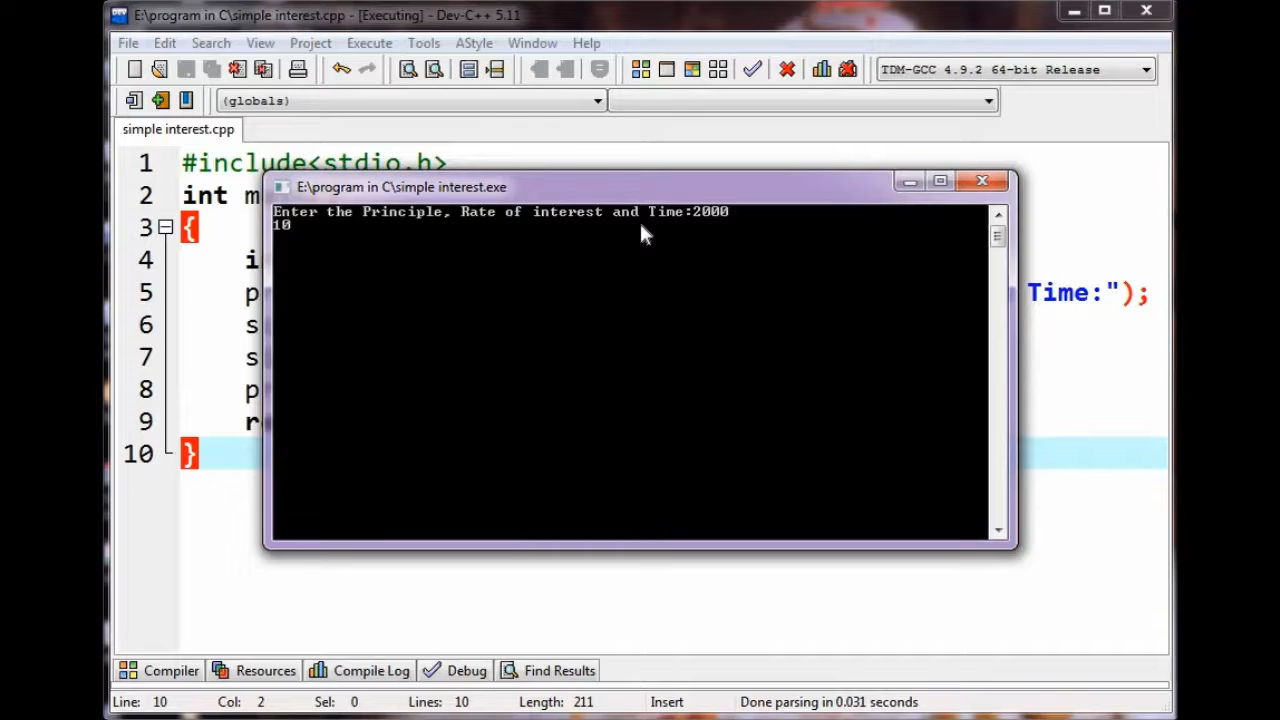 E:\program in C\simple interest.cpp - [Executing] - Dev-C++ 5.11
File Edit Search View Project Execute Tools AStyle Window Help
TDM-GCC 4.9.2 64-bit Release
(globals)
simple interest.cpp
1 #include<stdio.h>
2 int m
E:\program in C\simple interest.exe
Enter the Principle, Rate of interest and Time:2000
10
3 {
4 i
5 p Time:");
6 s
7 s
8 p
9 re
10 }
Compiler Resources Compile Log Debug Find Results
Line: 10 Col: 2 Sel: 0 Lines: 10 Length: 211 Insert Done parsing in 0.031 seconds